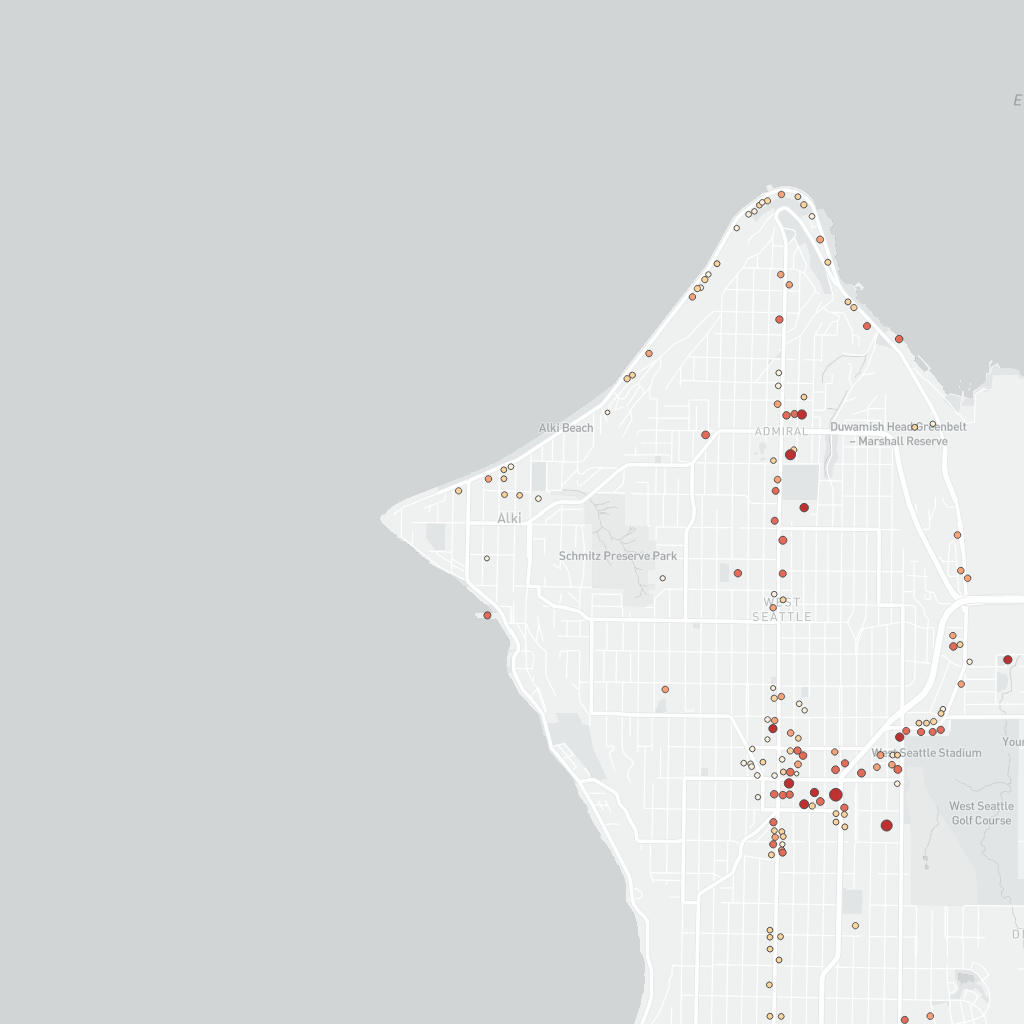 E
Alki Beach
ADMIRAL
Duwamish Head Greenbelt
– Marshall Reserve
Alki
Schmitz Preserve Park
WEST
SEATTLE
West Seattle Stadium
West Seattle
Golf Course